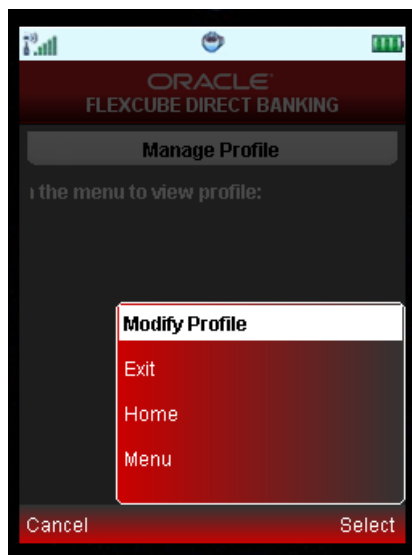 ORACLE
FLEXCUBE DIRECT BANKING
Manage Profile
the menu to view profile:
Modify Profile
Exit
Home
Menu
Cancel
Select